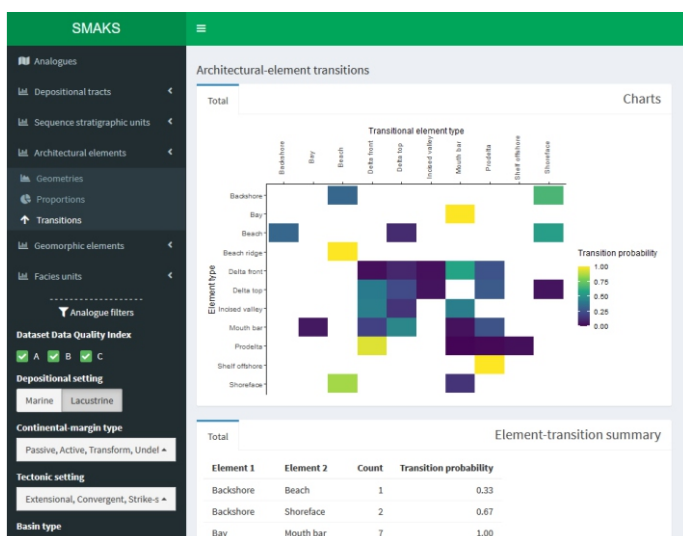 SMAKS
Analogues
Depositional tracts
Sequence stratigraphic units
Architectural elements
Geometries
Proportions
Transitions
Geomorphic elements
Facies units
Analogue filters
Dataset Data Quality Index
A B C
Depositional setting
Marine Lacustrine
Continental-margin type
Passive, Active, Transform, Undef
Tectonic setting
Extensional, Convergent, Strike-s
Basin type
Architectural-element transitions
Total
Charts
Transitional element type
Backshore
Bay
Beach
Delta front
Delta top
Incised valley
Mouth bar
Prodelta
Shelf offshore
Shoreface
Element type
Backshore
Bay
Beach
Beach ridge
Delta front
Delta top
Incised valley
Mouth bar
Prodelta
Shelf offshore
Shoreface
Transition probability
1.00
0.75
0.50
0.25
0.00
Total
Element-transition summary
Element 1 Element 2 Count Transition probability
Backshore Beach 1 0.33
Backshore Shoreface 2 0.67
Bay Mouth bar 7 1.00